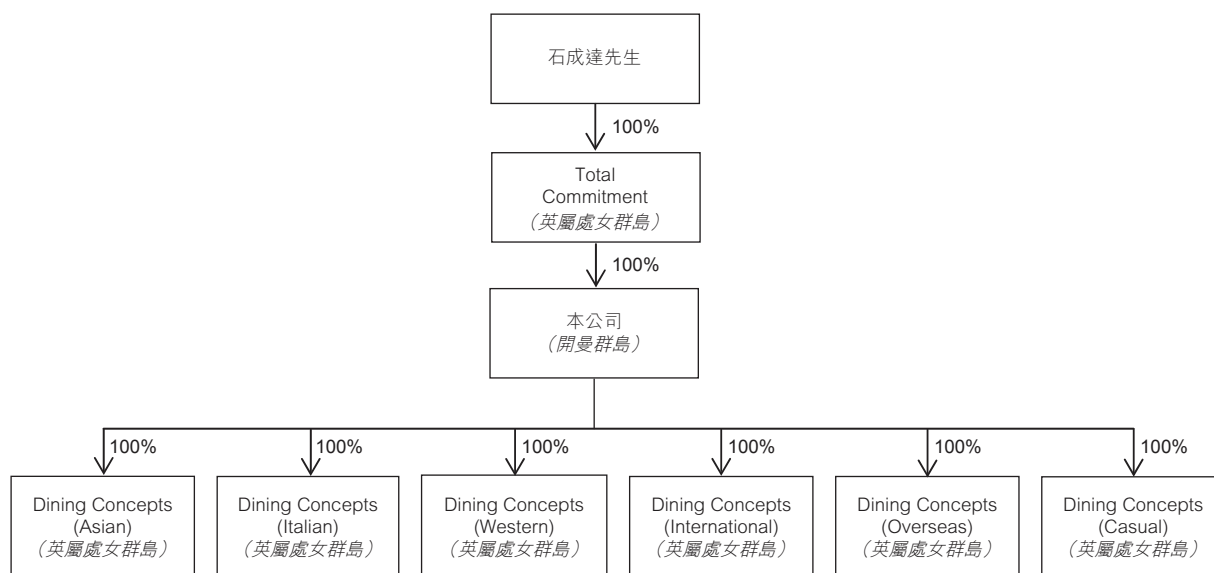 石成達先生
100%
Total
Commitment
（英屬處女群島）
100%
本公司
（開曼群島）
100%
100%
100%
100%
100%
100%
Dining Concepts
(Asian)
（英屬處女群島）
Dining Concepts
(Italian)
（英屬處女群島）
Dining Concepts
(Western)
（英屬處女群島）
Dining Concepts
(International)
（英屬處女群島）
Dining Concepts
(Overseas)
（英屬處女群島）
Dining Concepts
(Casual)
（英屬處女群島）